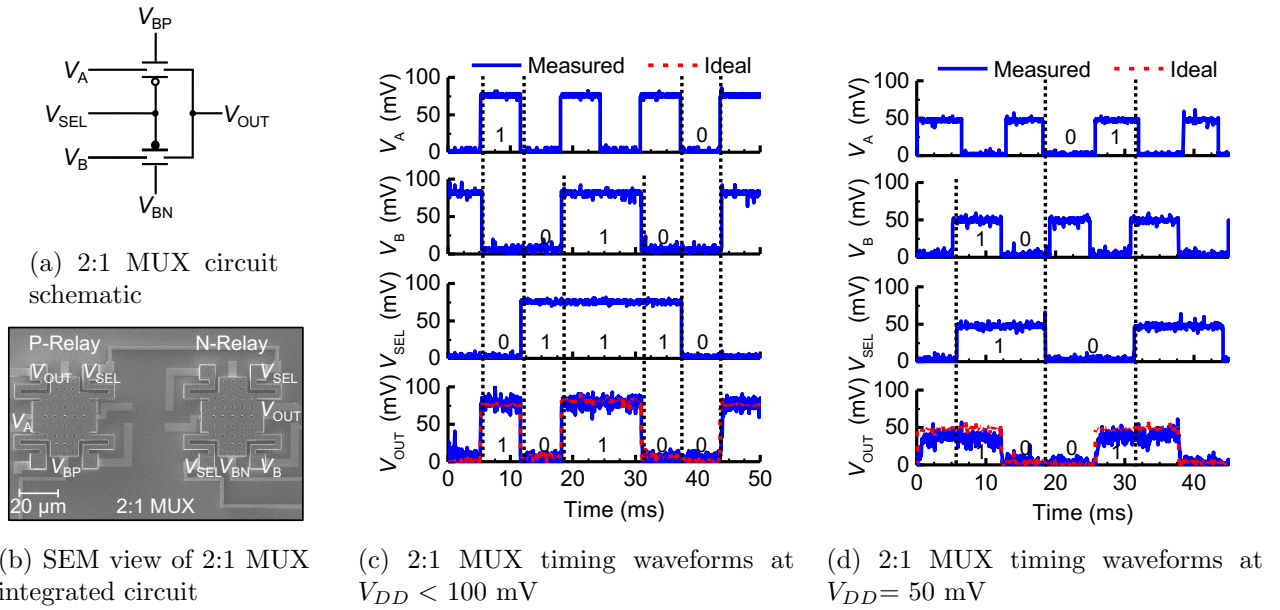 V_BP
V_A
V_SEL
V_OUT
V_B
V_BN
(a) 2:1 MUX circuit
schematic
P-Relay N-Relay
V_OUT V_SEL V_SEL
V_A V_OUT
V_BP V_SEL V_BN V_B
20 µm 2:1 MUX
(b) SEM view of 2:1 MUX
integrated circuit
Measured Ideal
100
50
0
V_A (mV)
1 0
100
50
0
V_B (mV)
0 1 0
100
50
0
V_SEL (mV)
0 1 1 1 0
100
50
0
V_OUT (mV)
1 0 1 0 0
0 10 20 30 40 50
Time (ms)
(c) 2:1 MUX timing waveforms at
V_DD < 100 mV
Measured Ideal
100
50
0
V_A (mV)
0 1
100
50
0
V_B (mV)
1 0
100
50
0
V_SEL (mV)
1 0
100
50
0
V_OUT (mV)
1 0 0 1
0 10 20 30 40
Time (ms)
(d) 2:1 MUX timing waveforms at
V_DD= 50 mV